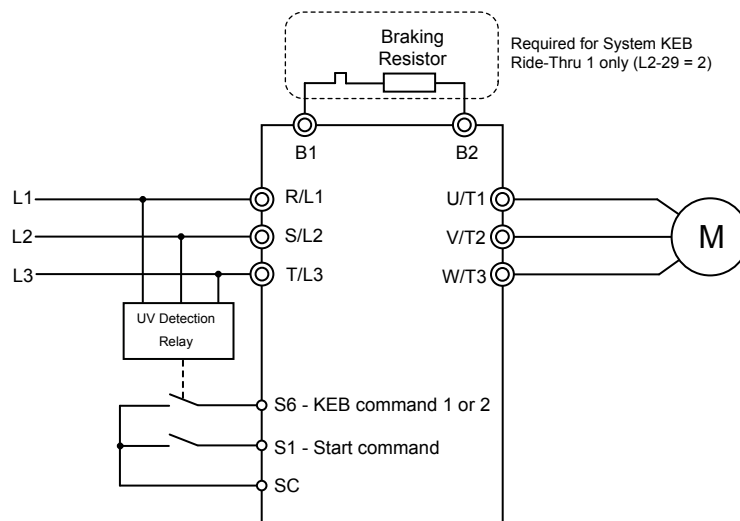 Braking
Resistor
Required for System KEB
Ride-Thru 1 only (L2-29 = 2)
B1
B2
L1
R/L1
U/T1
L2
S/L2
V/T2
M
L3
T/L3
W/T3
UV Detection
Relay
S6 - KEB command 1 or 2
S1 - Start command
SC